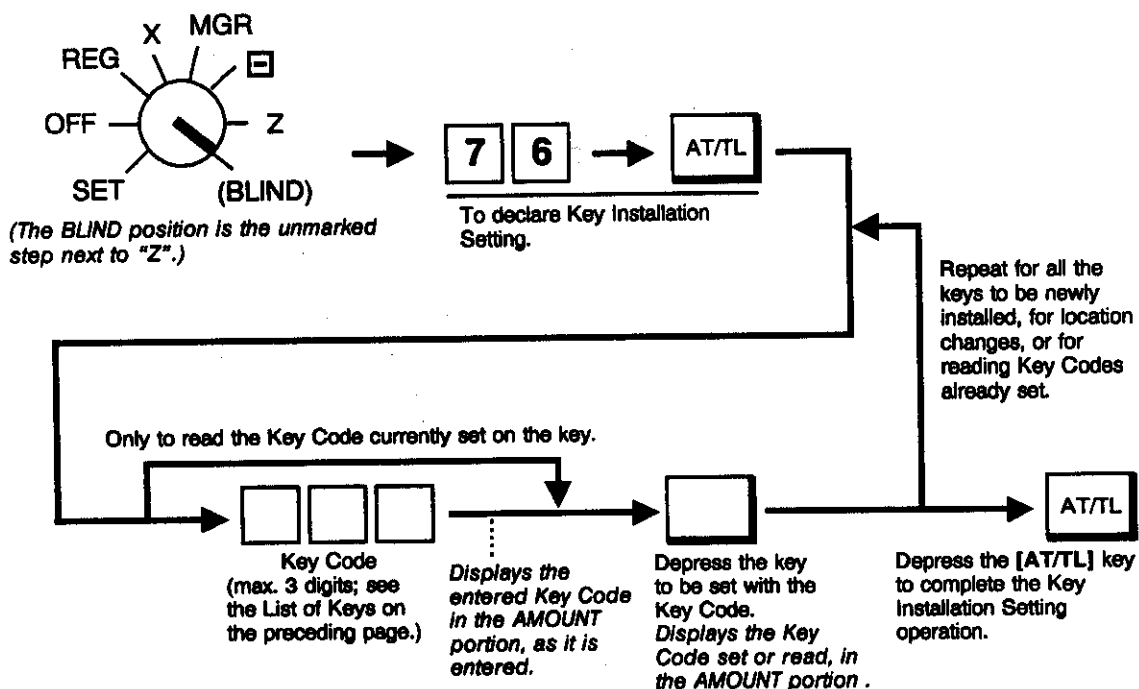 X
MGR
REG
⊟
OFF
Z
SET
(BLIND)
(The BLIND position is the unmarked
step next to "Z".)
7 6
AT/TL
To declare Key Installation
Setting.
Repeat for all the
keys to be newly
installed, for location
changes, or for
reading Key Codes
already set.
Only to read the Key Code currently set on the key.
Key Code
(max. 3 digits; see
the List of Keys on
the preceding page.)
Displays the
entered Key Code
in the AMOUNT
portion, as it is
entered.
Depress the key
to be set with the
Key Code.
Displays the Key
Code set or read, in
the AMOUNT portion .
AT/TL
Depress the [AT/TL] key
to complete the Key
Installation Setting
operation.